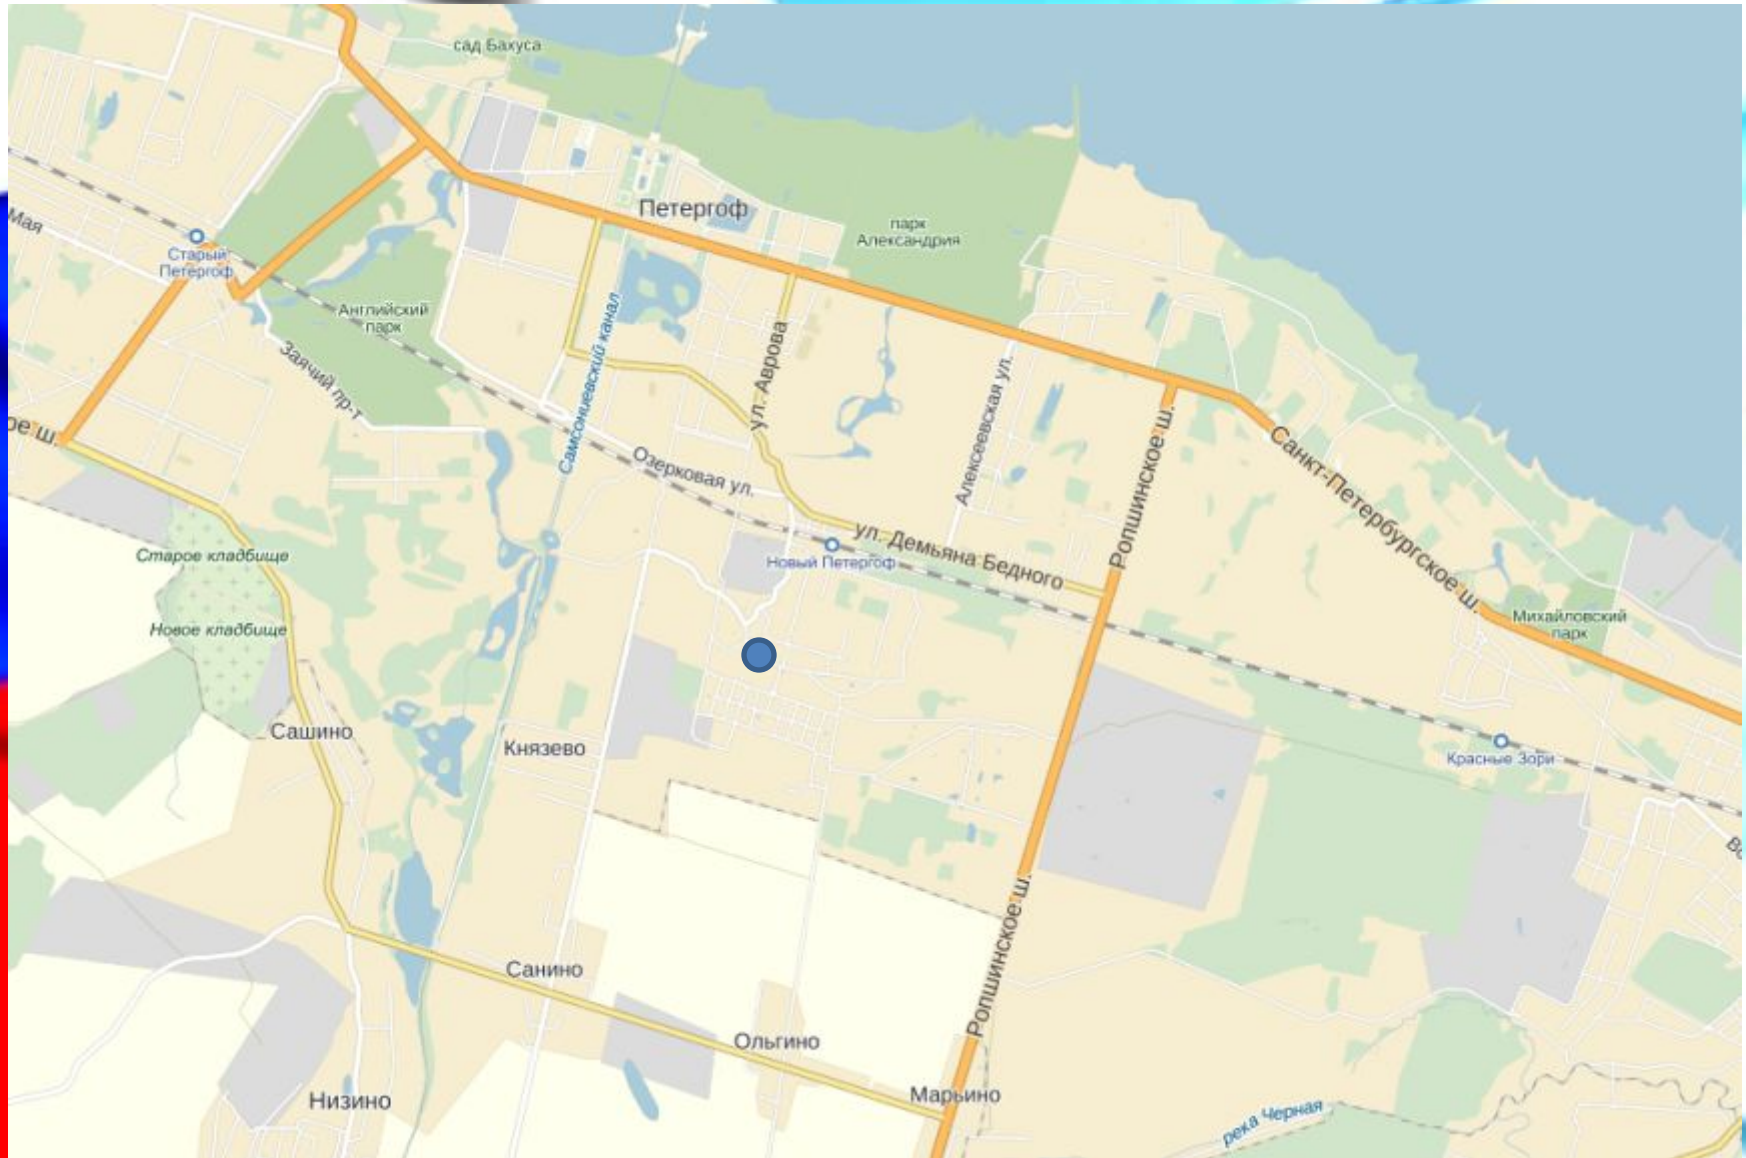 сад Бахуса
Петергоф
парк
Александрия
Мая
Старый
Петергоф
Английский
парк
Самсониевский канал
ул. Аврова
Заячий пр-т
Алексеевская ул.
Ропшинское ш.
Санкт-Петербургское ш.
ое ш.
Озерковая ул.
ул. Демьяна Бедного
Новый Петергоф
Старое кладбище
Новое кладбище
Михайловский
парк
Сашино
Князево
Красные Зори
Ропшинское ш.
Санино
Ольгино
Марьино
Низино
река Черная